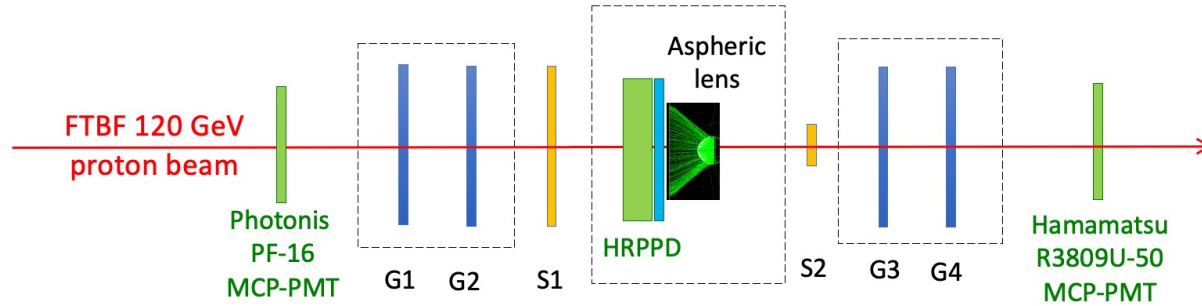 FTBF 120 GeV
proton beam
Photonis
PF-16
MCP-PMT
G1
G2
S1
Aspheric
lens
HRPPD
S2
G3
G4
Hamamatsu
R3809U-50
MCP-PMT